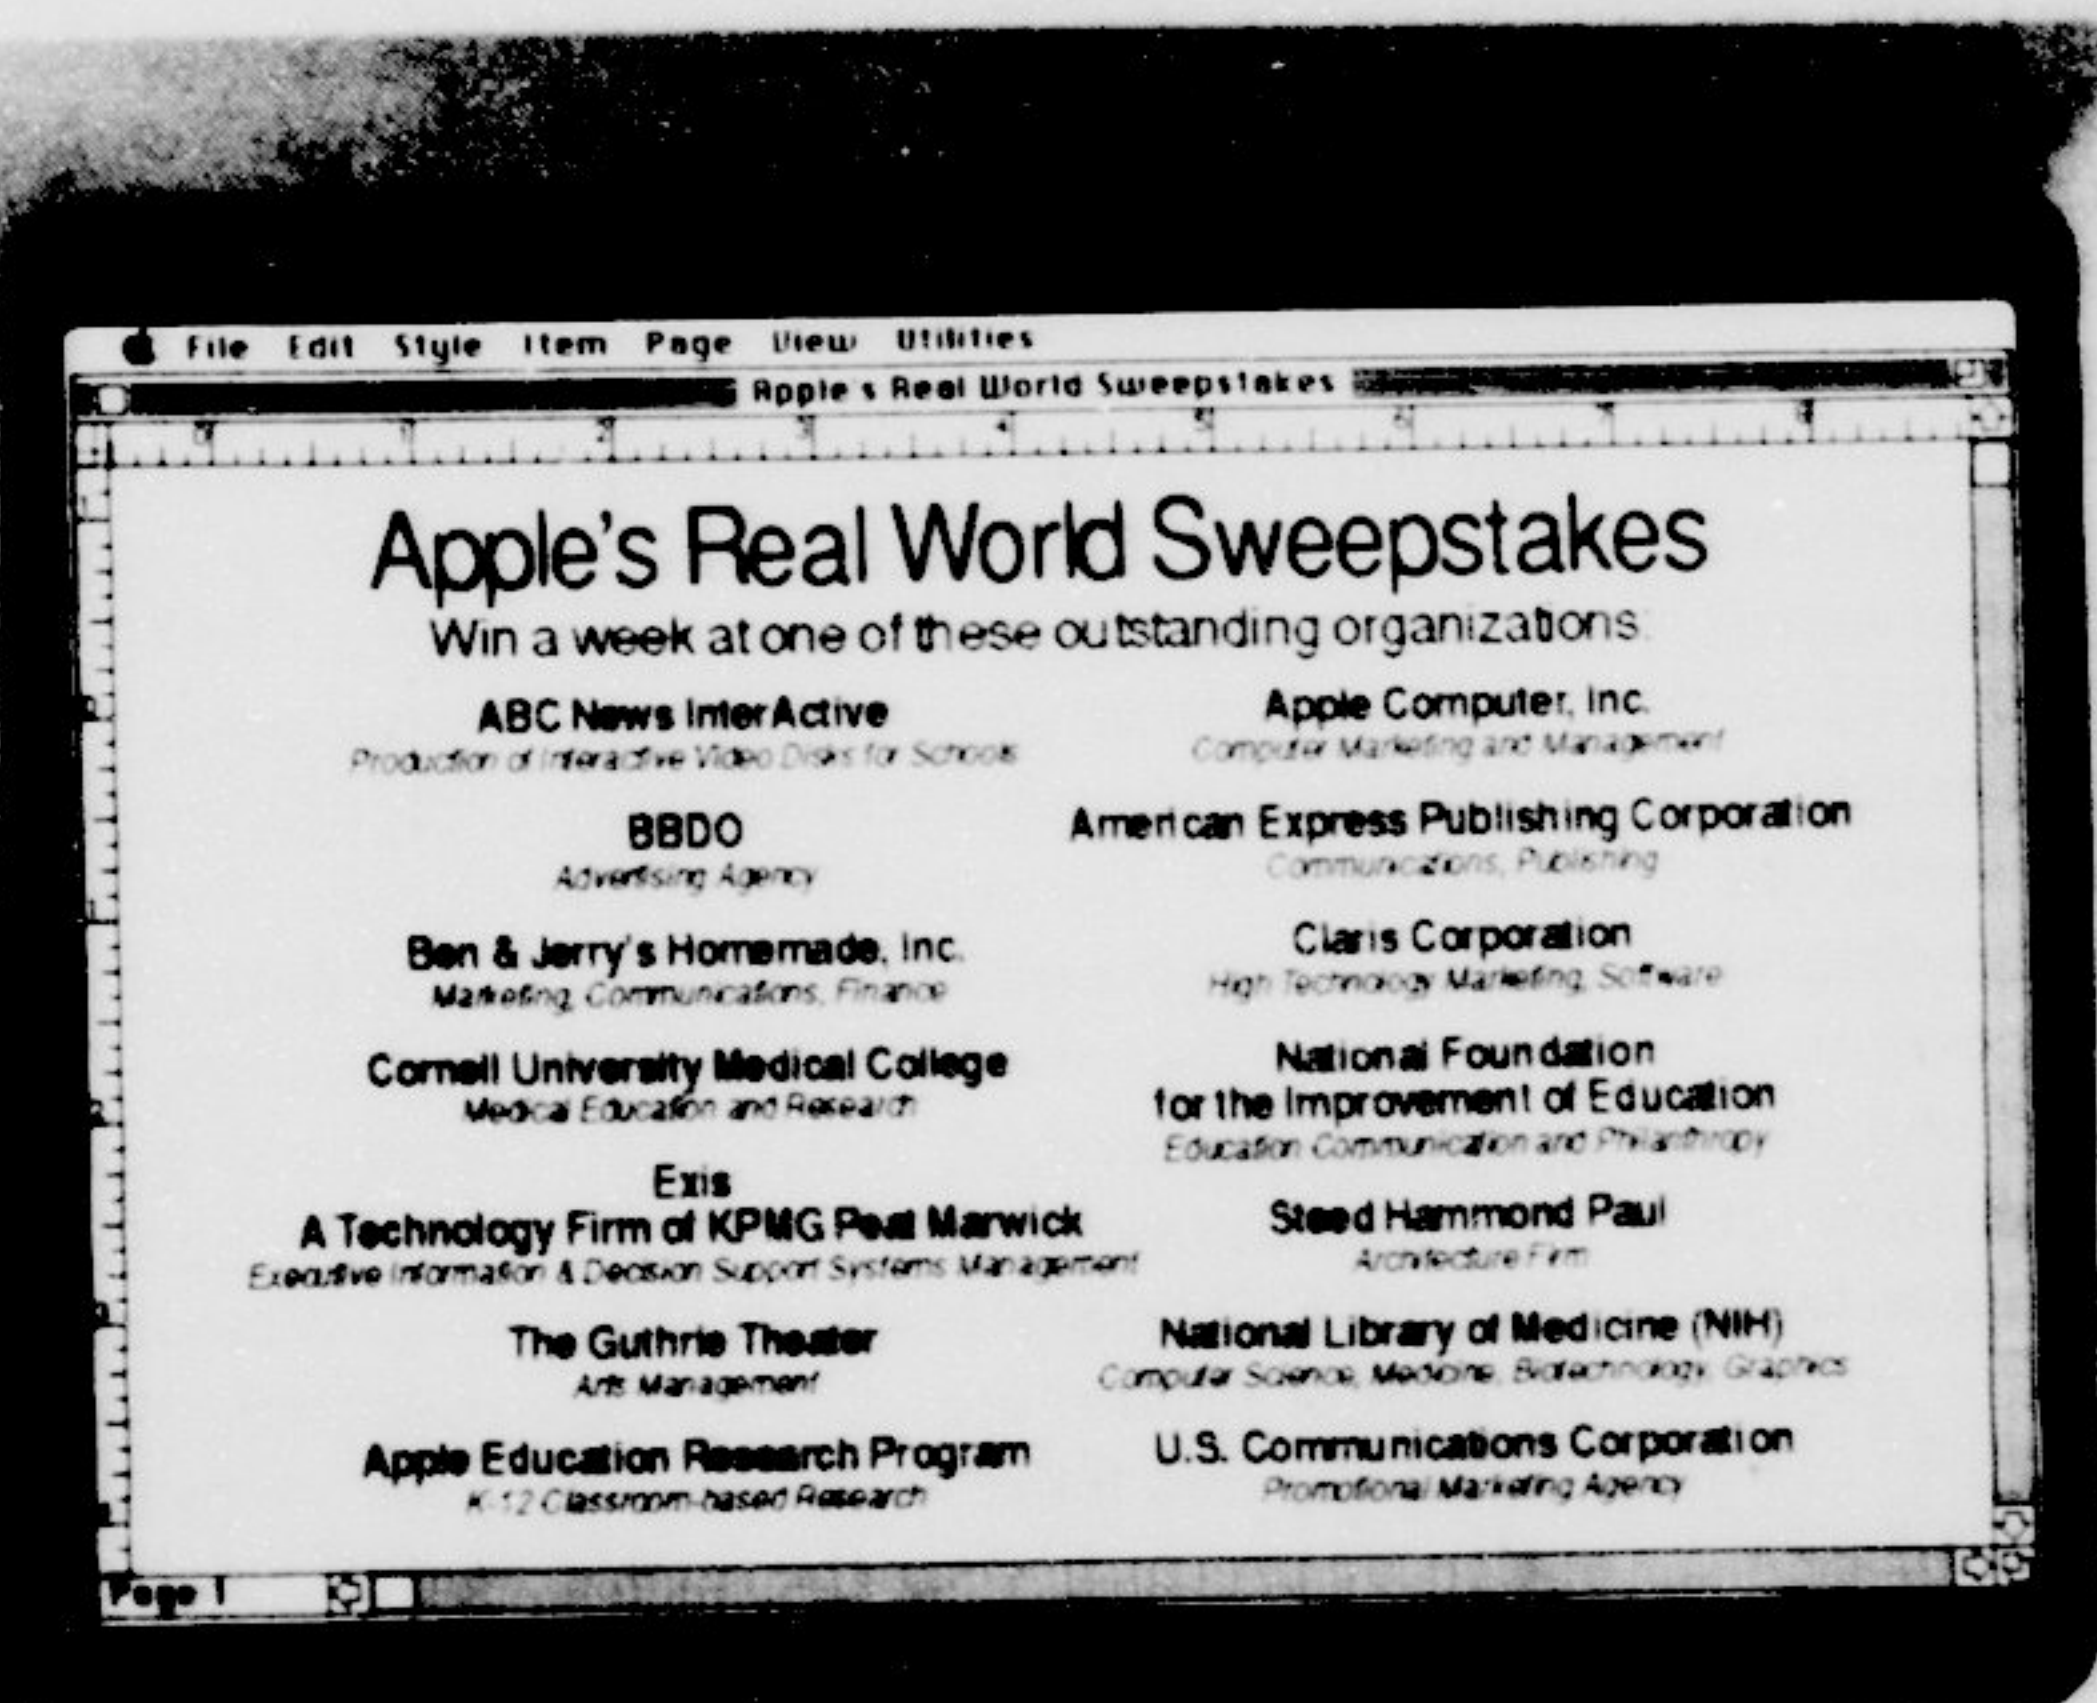 File Edit Style Item Page View Utilities
Apple's Real World Sweepstakes
Apple's Real World Sweepstakes
Win a week at one of these outstanding organizations:
ABC News InterActive
Production of Interactive Video Disks for Schools
BBDO
Advertising Agency
Ben & Jerry's Homemade, Inc.
Marketing, Communications, Finance
Cornell University Medical College
Medical Education and Research
Exis
A Technology Firm of KPMG Peat Marwick
Executive Information & Decision Support Systems Management
The Guthrie Theater
Arts Management
Apple Education Research Program
K-12 Classroom-based Research
Apple Computer, Inc.
Computer Marketing and Management
American Express Publishing Corporation
Communications, Publishing
Claris Corporation
High Technology Marketing, Software
National Foundation
for the Improvement of Education
Education Communication and Philanthropy
Steed Hammond Paul
Architecture Firm
National Library of Medicine (NIH)
Computer Science, Medicine, Biotechnology, Graphics
U.S. Communications Corporation
Promotional Marketing Agency
Page 1